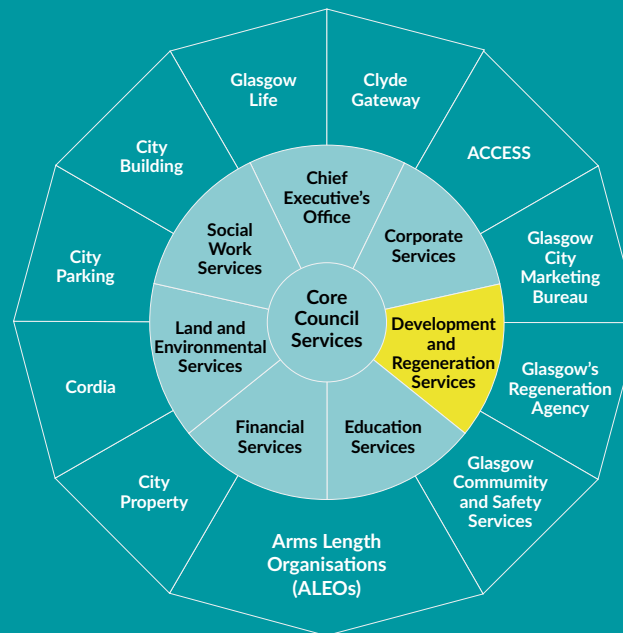 Glasgow
Life
Clyde
Gateway
City
Building
ACCESS
Chief
Executive's
Office
Social
Work
Services
Corporate
Services
City
Parking
Glasgow
City
Marketing
Bureau
Core
Council
Services
Land and
Environmental
Services
Development
and
Regeneration
Services
Cordia
Glasgow's
Regeneration
Agency
Financial
Services
Education
Services
City
Property
Glasgow
Community
and Safety
Services
Arms Length
Organisations
(ALEOs)